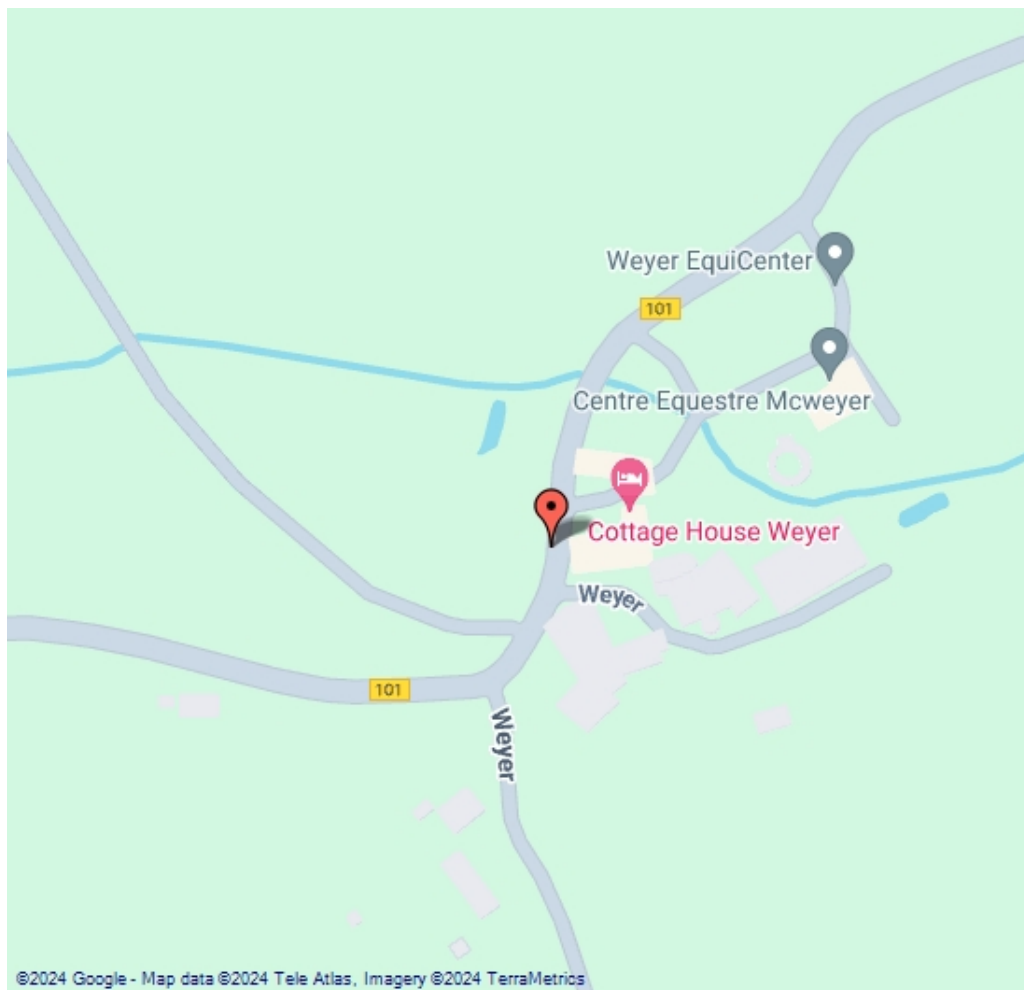 Weyer EquiCenter
101
Centre Equestre Mcweyer
Cottage House Weyer
Weyer
101
Weyer
©2024 Google - Map data ©2024 Tele Atlas, Imagery ©2024 TerraMetrics